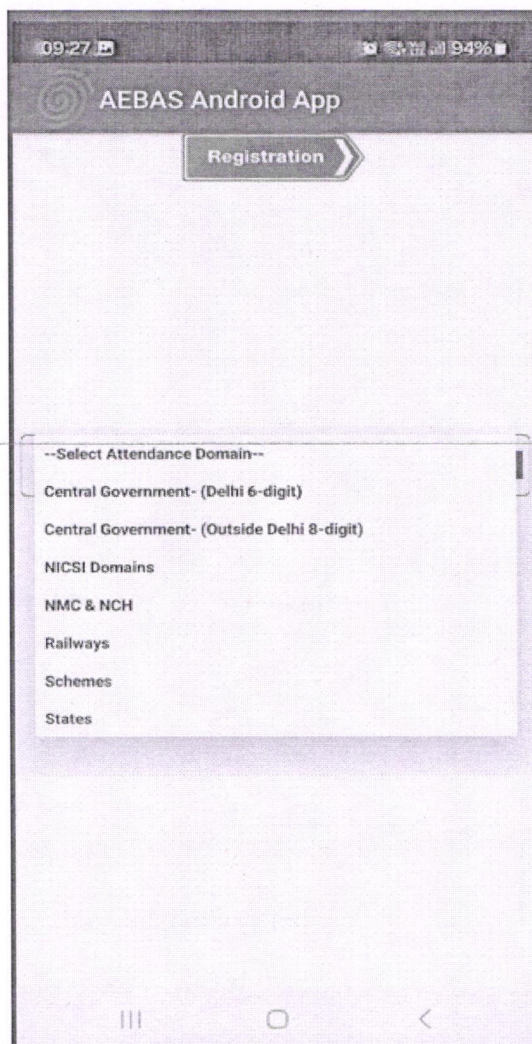 09:27
94%
AEBAS Android App
Registration
--Select Attendance Domain--
Central Government- (Delhi 6-digit)
Central Government- (Outside Delhi 8-digit)
NICSI Domains
NMC & NCH
Railways
Schemes
States